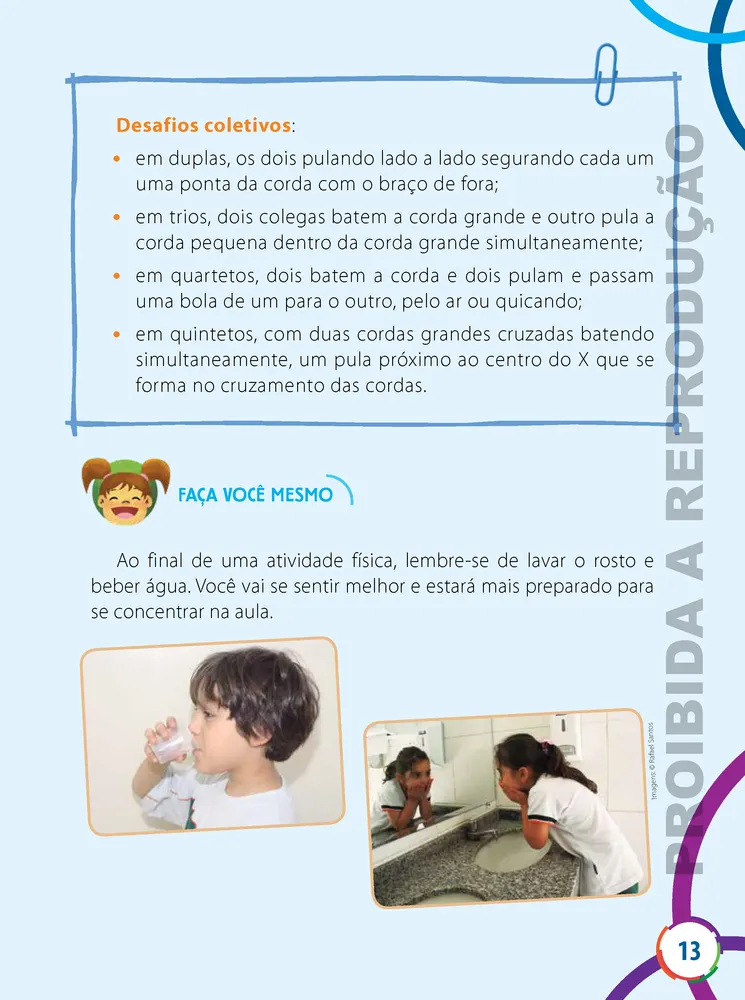 Desafios coletivos:
• em duplas, os dois pulando lado a lado segurando cada um
uma ponta da corda com o braço de fora;
• em trios, dois colegas batem a corda grande e outro pula a
corda pequena dentro da corda grande simultaneamente;
• em quartetos, dois batem a corda e dois pulam e passam
uma bola de um para o outro, pelo ar ou quicando;
• em quintetos, com duas cordas grandes cruzadas batendo
simultaneamente, um pula próximo ao centro do X que se
forma no cruzamento das cordas.
FAÇA VOCÊ MESMO
Ao final de uma atividade física, lembre-se de lavar o rosto e
beber água. Você vai se sentir melhor e estará mais preparado para
se concentrar na aula.
Imagens: © Rafael Santos
PROIBIDA A REPRODUÇÃO
13